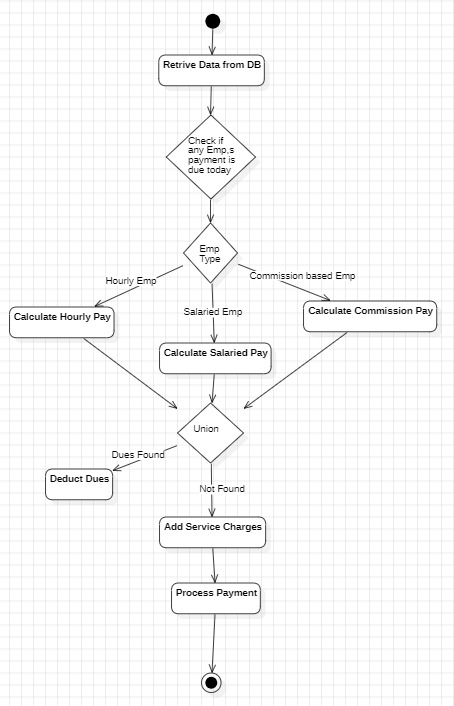 Retrive Data from DB
Check if
any Emp,s
payment is
due today
Emp
Type
Hourly Emp
Commission based Emp
Salaried Emp
Calculate Hourly Pay
Calculate Commission Pay
Calculate Salaried Pay
Union
Dues Found
Deduct Dues
Not Found
Add Service Charges
Process Payment